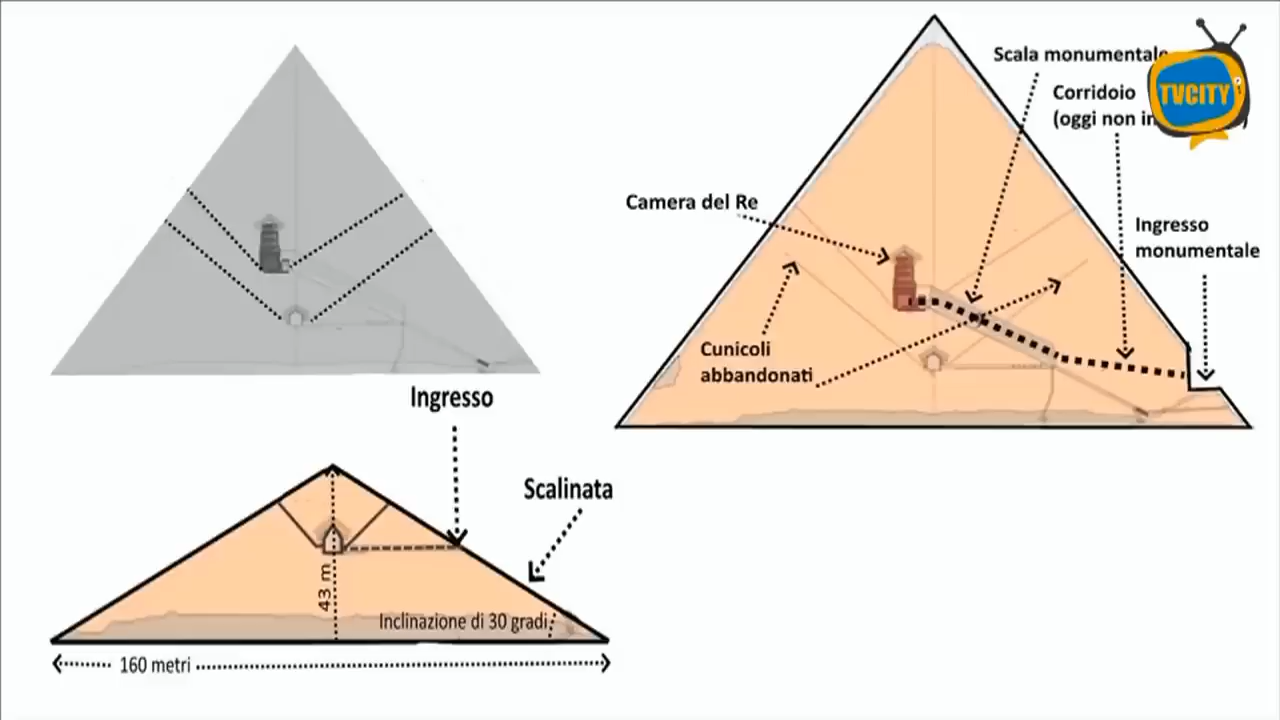 Scala monumentale
TVCITY
Corridoio
(oggi non
Camera del Re
Ingresso
monumentale
Cunicoli
abbandonati
Ingresso
Scalinata
43 m
Inclinazione di 30 gradi
160 metri